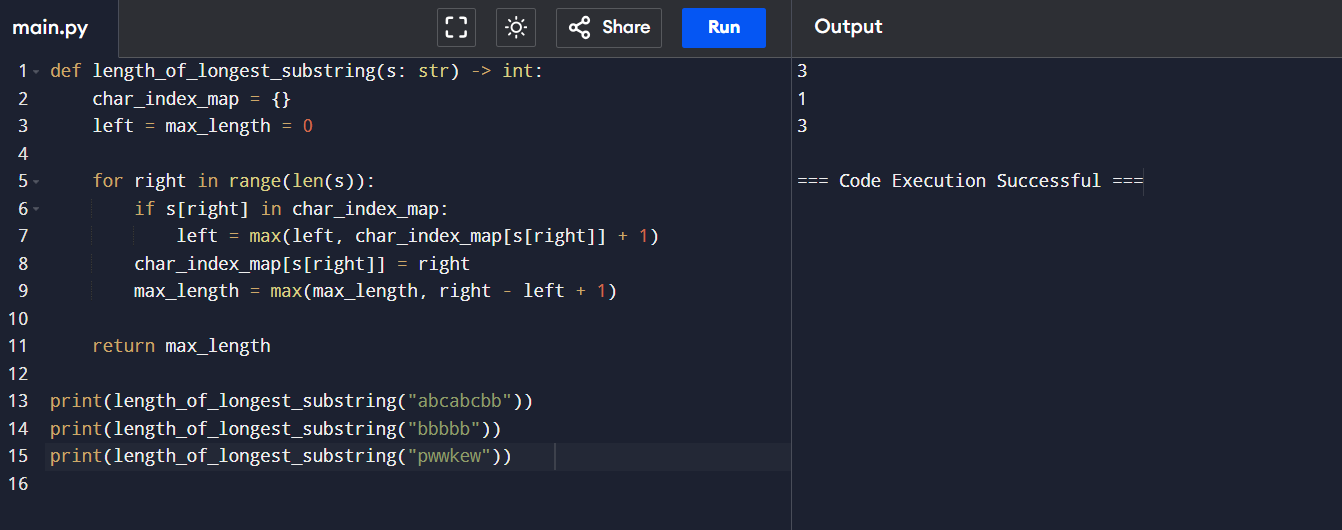 main.py
Share
Run
Output
1 def length_of_longest_substring(s: str) -> int:
2     char_index_map = {}
3     left = max_length = 0
4
5     for right in range(len(s)):
6         if s[right] in char_index_map:
7             left = max(left, char_index_map[s[right]] + 1)
8         char_index_map[s[right]] = right
9         max_length = max(max_length, right - left + 1)
10
11     return max_length
12
13 print(length_of_longest_substring("abcabcbb"))
14 print(length_of_longest_substring("bbbbb"))
15 print(length_of_longest_substring("pwwkew"))
16
3
1
3
=== Code Execution Successful ===